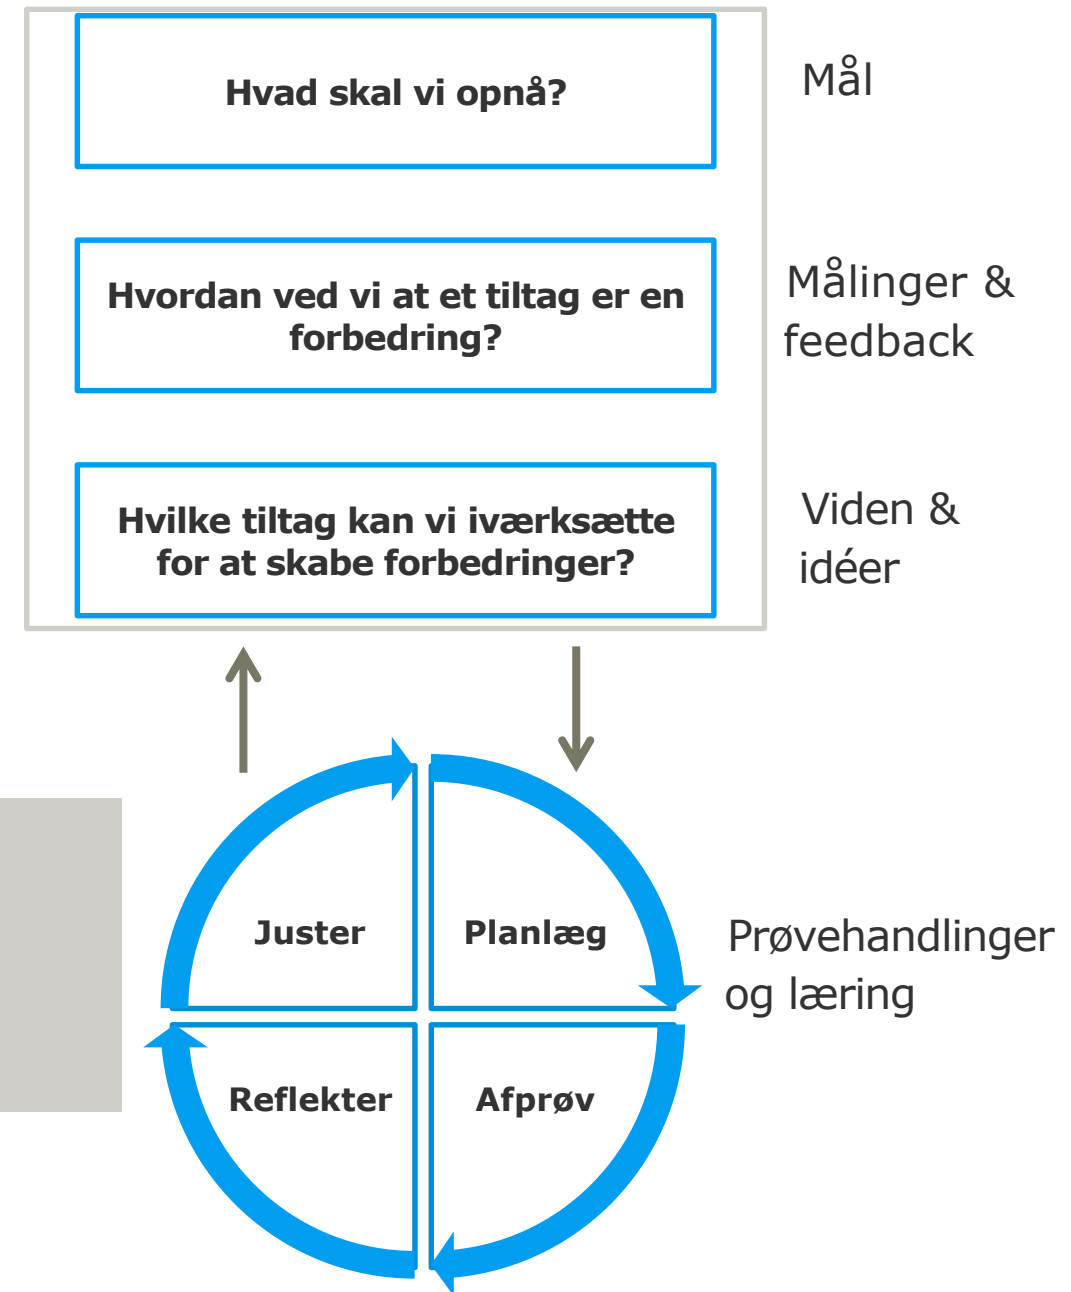 Hvad skal vi opnå?
Mål
Hvordan ved vi at et tiltag er en
forbedring?
Målinger &
feedback
Hvilke tiltag kan vi iværksætte
for at skabe forbedringer?
Viden &
idéer
Juster
Planlæg
Prøvehandlinger
og læring
Reflekter
Afprøv